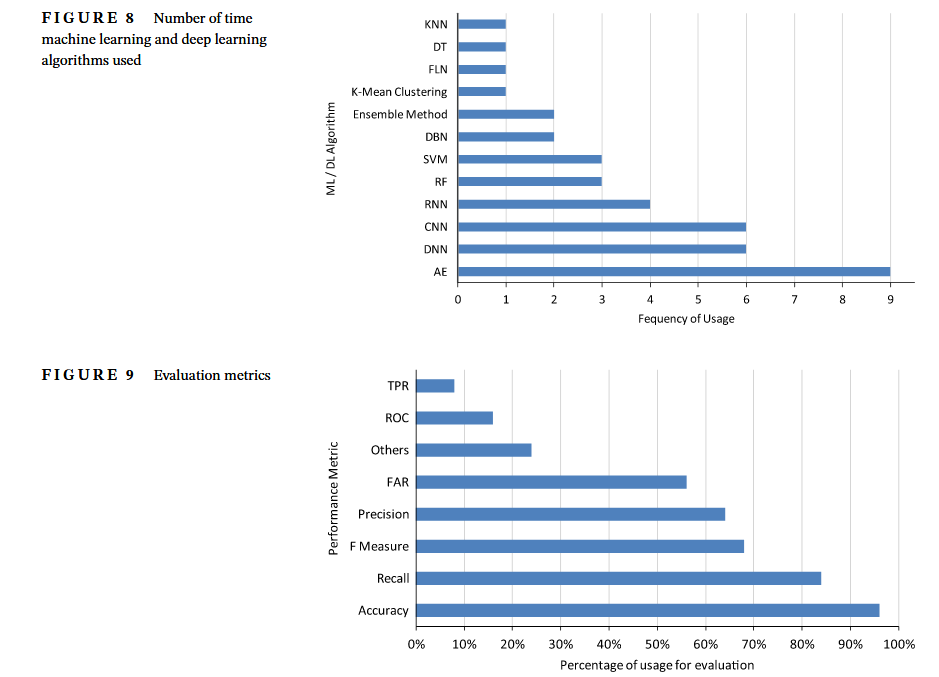 FIGURE 8 Number of time
machine learning and deep learning
algorithms used
ML / DL Algorithm
KNN
DT
FLN
K-Mean Clustering
Ensemble Method
DBN
SVM
RF
RNN
CNN
DNN
AE
0 1 2 3 4 5 6 7 8 9
Fequency of Usage
FIGURE 9 Evaluation metrics
Performance Metric
TPR
ROC
Others
FAR
Precision
F Measure
Recall
Accuracy
0% 10% 20% 30% 40% 50% 60% 70% 80% 90% 100%
Percentage of usage for evaluation